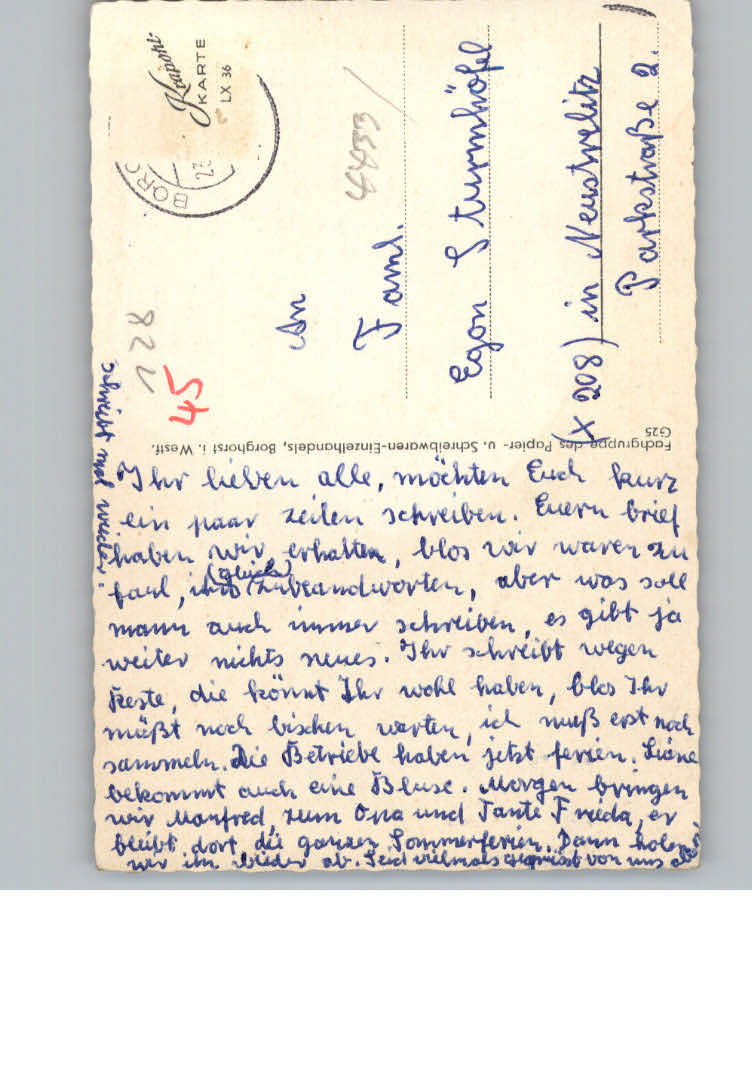 Krapohl-
KARTE
LX 36
BORG
4433
128
45
An
Faml.
Egon Sturmhöfel
(X 208) in Neustrelitz
Parkstraße 2.
Fachgruppe des Papier- u. Schreibwaren-Einzelhandels, Borghorst i. Westf.
G25
Ihr lieben alle, möchten Euch kurz
ein paar zeilen schreiben. Euern brief
haben wir erhalten, blos wir waren zu
faul, ihn (gleich) zubeandworten, aber was soll
mann auch immer schreiben, es gibt ja
weiter nichts neues. Ihr schreibt wegen
Reste, die könnt Ihr wohl haben, blos Ihr
müßt noch bischen warten, ich muß erst noch
sammeln. Die Betriebe haben jetzt ferien. Liane
bekommt auch eine Bluse. Morgen bringen
wir Manfred, zum Opa und Tante Frieda, er
bleibt dort die ganzen Sommerferien. Dann holen
wir ihn wieder ab. Seid vielmals gegrüsst von uns allen
schreibt mal wieder.